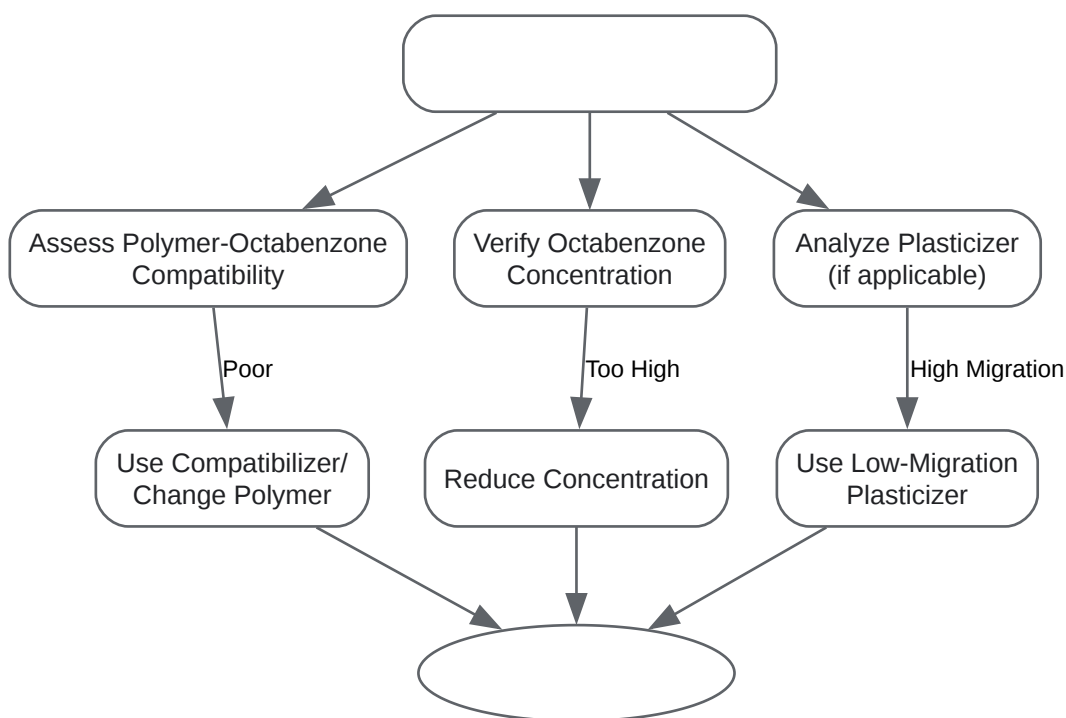 Assess Polymer-Octabenzone
Compatibility
Verify Octabenzone
Concentration
Analyze Plasticizer
(if applicable)
Poor
Too High
High Migration
Use Compatibilizer/
Change Polymer
Reduce Concentration
Use Low-Migration
Plasticizer